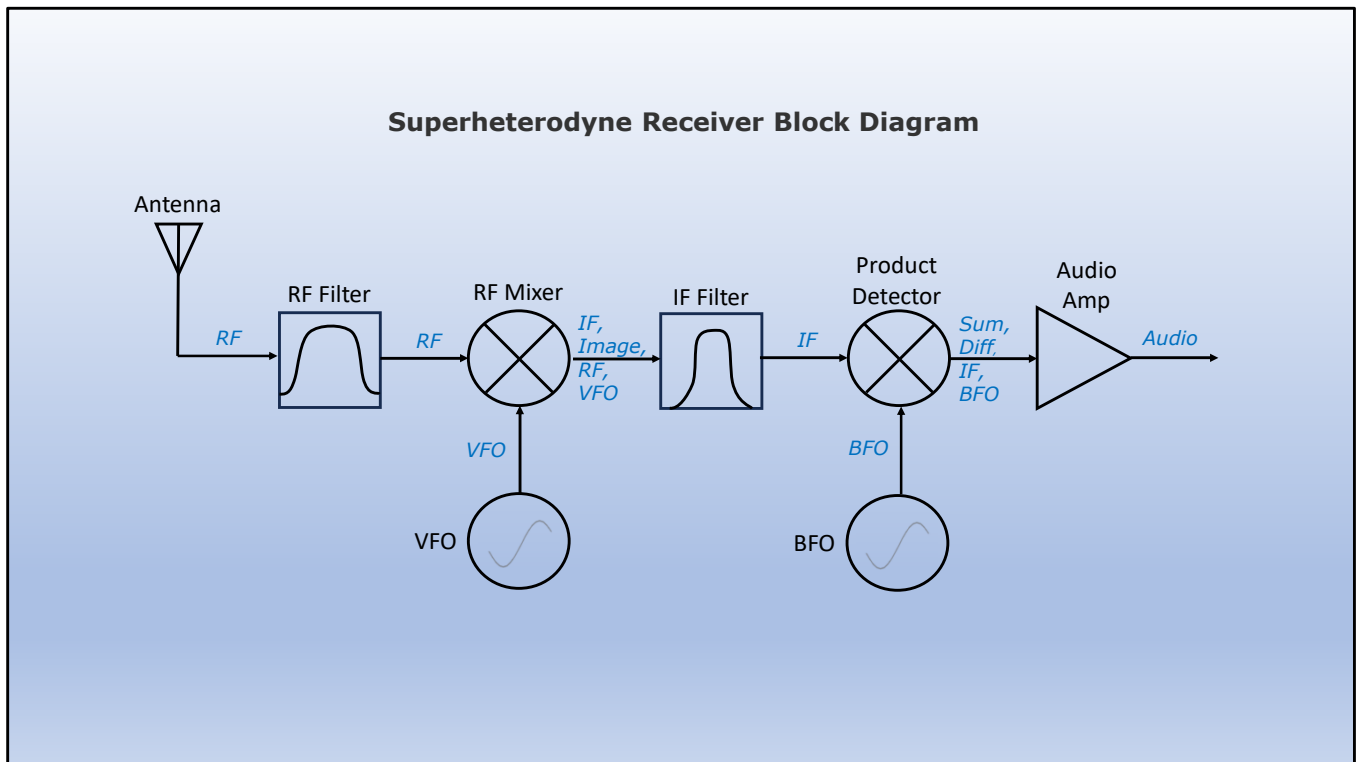 Superheterodyne Receiver Block Diagram
Antenna
RF Filter
RF Mixer
IF Filter
Product
Detector
Audio
Amp
RF
RF
IF,
Image,
RF,
VFO
IF
Sum,
Diff,
IF,
BFO
Audio
VFO
BFO
VFO
BFO